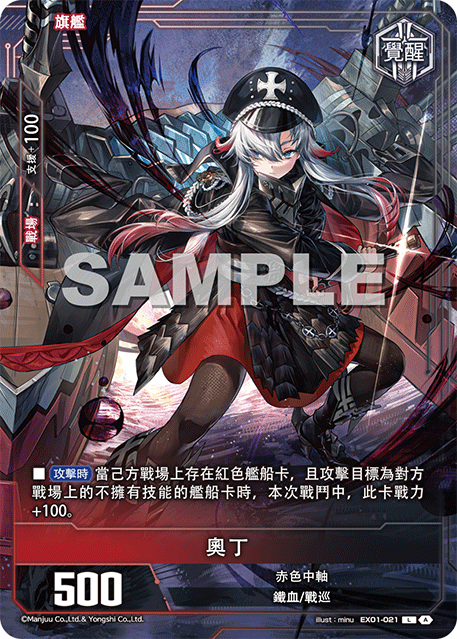 旗艦
覺醒
支援+100
戰場
SAMPLE
■ 攻擊時 當己方戰場上存在紅色艦船卡，且攻擊目標為對方
戰場上的不擁有技能的艦船卡時，本次戰鬥中，此卡戰力
+100。
奧丁
500
赤色中軸
鐵血/戰巡
©Manjuu Co.,Ltd.& Yongshi Co.,Ltd.
illust : minu EX01-021 L A